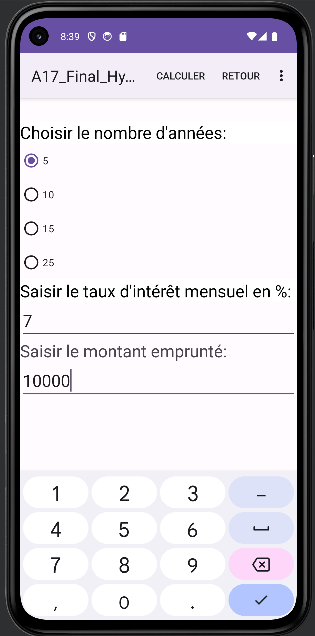 8:39
A17_Final_Hy... CALCULER RETOUR
Choisir le nombre d'années:
5
10
15
25
Saisir le taux d'intérêt mensuel en %:
7
Saisir le montant emprunté:
10000
1 2 3 –
4 5 6
7 8 9
, 0 .